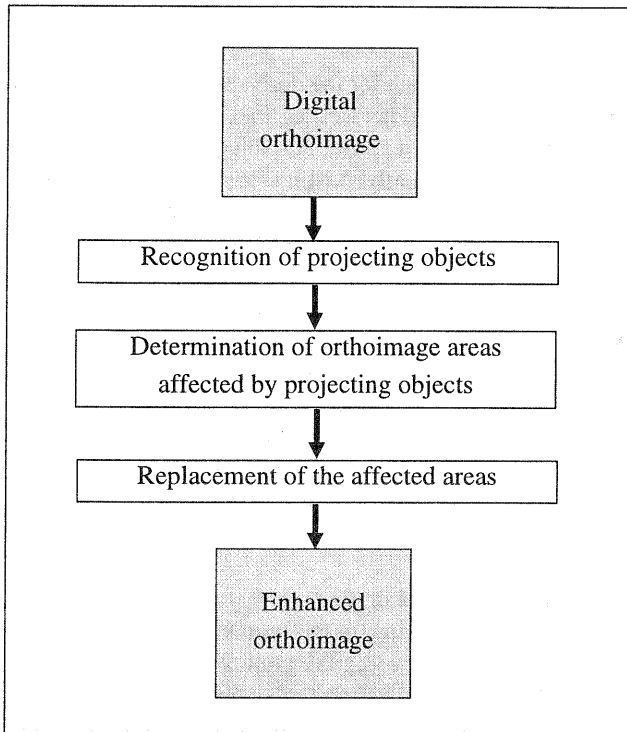 Digital
orthoimage
Recognition of projecting objects
Determination of orthoimage areas
affected by projecting objects
Replacement of the affected areas
Enhanced
orthoimage